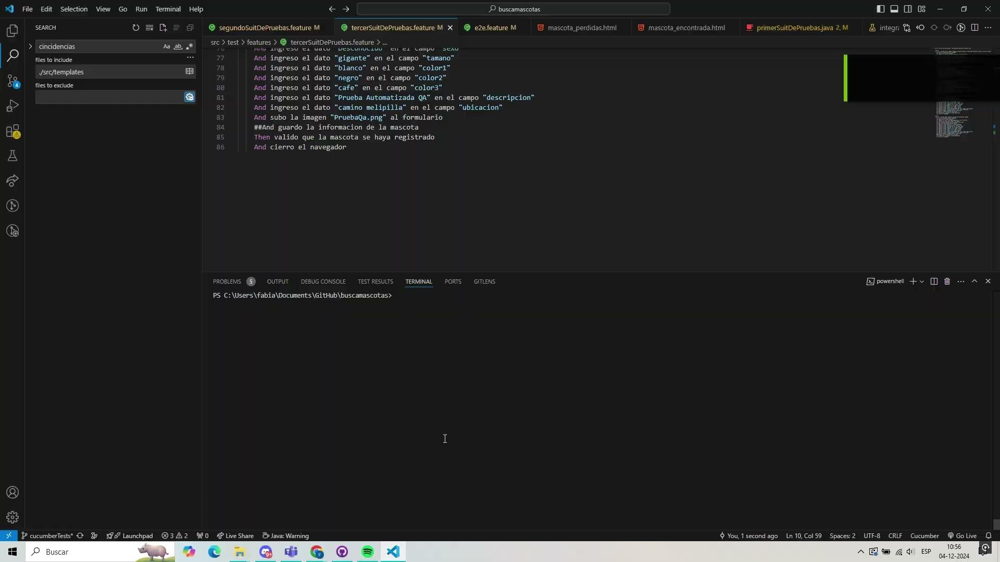 File Edit Selection View Go Run Terminal Help
buscamascotas
SEARCH
segundoSuitDePruebas.feature M
tercerSuitDePruebas.feature M
e2e.feature M
mascota_perdidas.html
mascota_encontrada.html
primerSuitDePruebas.java 2, M
integra
cincidencias
Aa ab
files to include
./src/templates
files to exclude
src > test > features > tercerSuitDePruebas.feature > ...
76 And ingreso el dato "Desconocido" en el campo "sexo"
77 And ingreso el dato "gigante" en el campo "tamano"
78 And ingreso el dato "blanco" en el campo "color1"
79 And ingreso el dato "negro" en el campo "color2"
80 And ingreso el dato "cafe" en el campo "color3"
81 And ingreso el dato "Prueba Automatizada QA" en el campo "descripcion"
82 And ingreso el dato "camino melipilla" en el campo "ubicacion"
83 And subo la imagen "PruebaQa.png" al formulario
84 ##And guardo la informacion de la mascota
85 Then valido que la mascota se haya registrado
86 And cierro el navegador
4
PROBLEMS 5 OUTPUT DEBUG CONSOLE TEST RESULTS TERMINAL PORTS GITLENS
powershell
PS C:\Users\fabia\Documents\GitHub\buscamascotas>
cucumberTests* Launchpad 3 2 0 Live Share Java: Warning
You, 1 second ago Ln 10, Col 59 Spaces: 2 UTF-8 CRLF Cucumber Go Live
Buscar
9+
ESP
10:56
04-12-2024